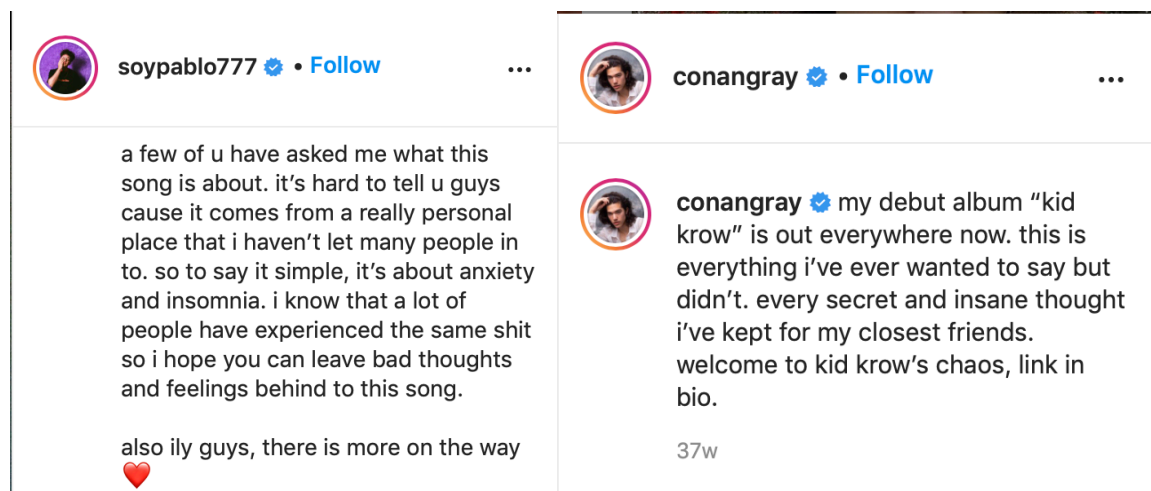 soypablo777 • Follow
...
a few of u have asked me what this
song is about. it’s hard to tell u guys
cause it comes from a really personal
place that i haven’t let many people in
to. so to say it simple, it’s about anxiety
and insomnia. i know that a lot of
people have experienced the same shit
so i hope you can leave bad thoughts
and feelings behind to this song.
also ily guys, there is more on the way
❤️
conangray • Follow
...
conangray my debut album “kid
krow” is out everywhere now. this is
everything i’ve ever wanted to say but
didn’t. every secret and insane thought
i’ve kept for my closest friends.
welcome to kid krow’s chaos, link in
bio.
37w